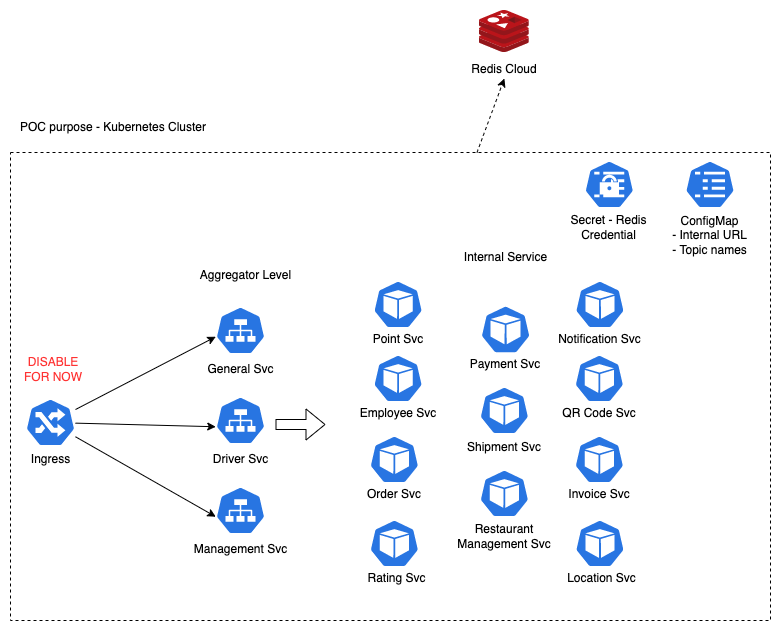 Redis Cloud
POC purpose - Kubernetes Cluster
Secret - Redis
Credential
ConfigMap
- Internal URL
- Topic names
Internal Service
Aggregator Level
Point Svc
Payment Svc
Notification Svc
General Svc
DISABLE
FOR NOW
Employee Svc
Shipment Svc
QR Code Svc
Ingress
Driver Svc
Order Svc
Restaurant
Management Svc
Invoice Svc
Management Svc
Rating Svc
Location Svc